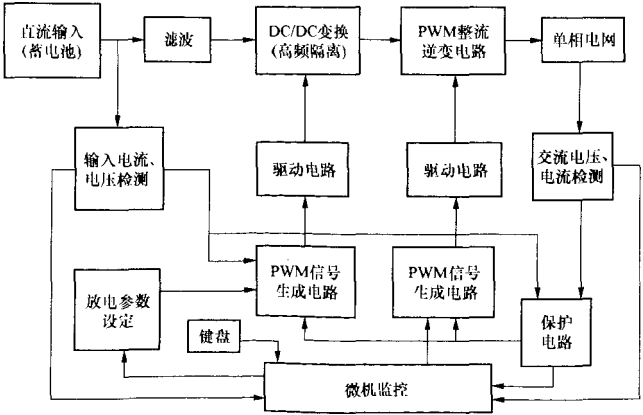 直流输入
(蓄电池)
滤波
DC/DC变换
(高频隔离)
PWM整流
逆变电路
单相电网
输入电流、
电压检测
驱动电路
驱动电路
交流电压、
电流检测
放电参数
设定
PWM信号
生成电路
PWM信号
生成电路
键盘
保护
电路
微机监控